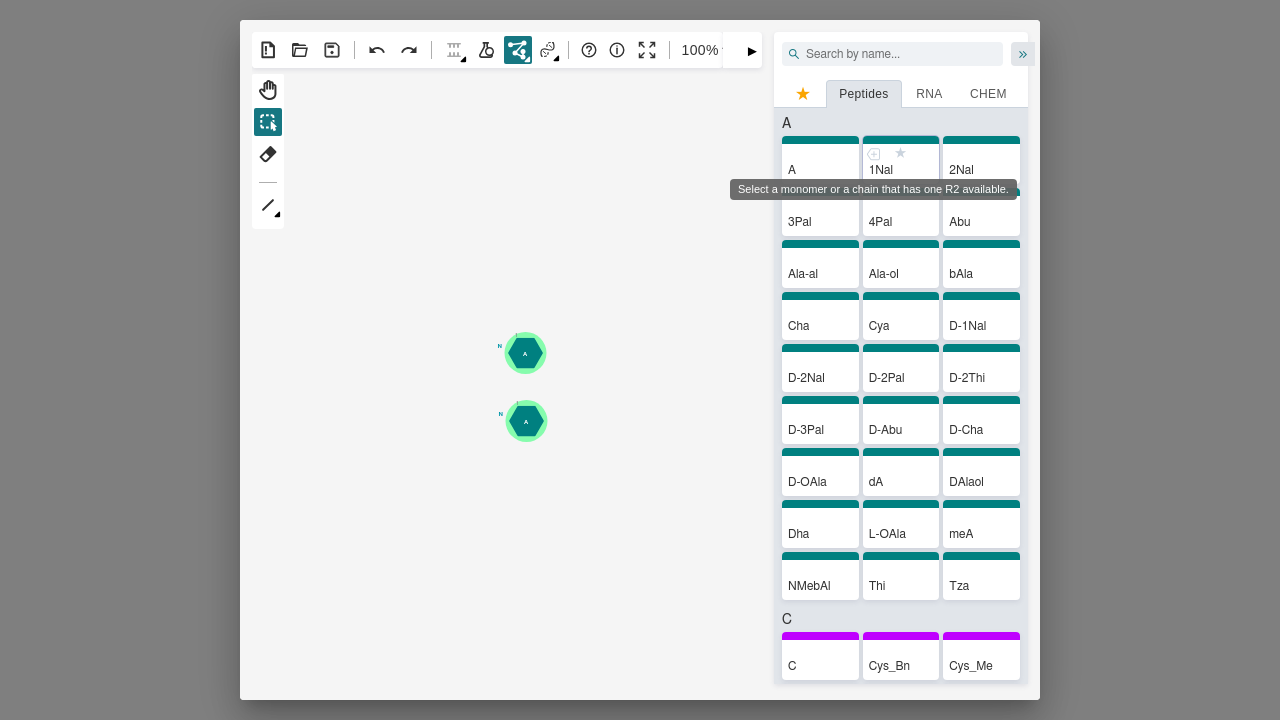 100%
Search by name...
»
Peptides
RNA
CHEM
A
A
1Nal
2Nal
Select a monomer or a chain that has one R2 available.
3Pal
4Pal
Abu
Ala-al
Ala-ol
bAla
Cha
Cya
D-1Nal
D-2Nal
D-2Pal
D-2Thi
D-3Pal
D-Abu
D-Cha
D-OAla
dA
DAlaol
Dha
L-OAla
meA
NMebAl
Thi
Tza
C
C
Cys_Bn
Cys_Me
1
N
A
1
N
A